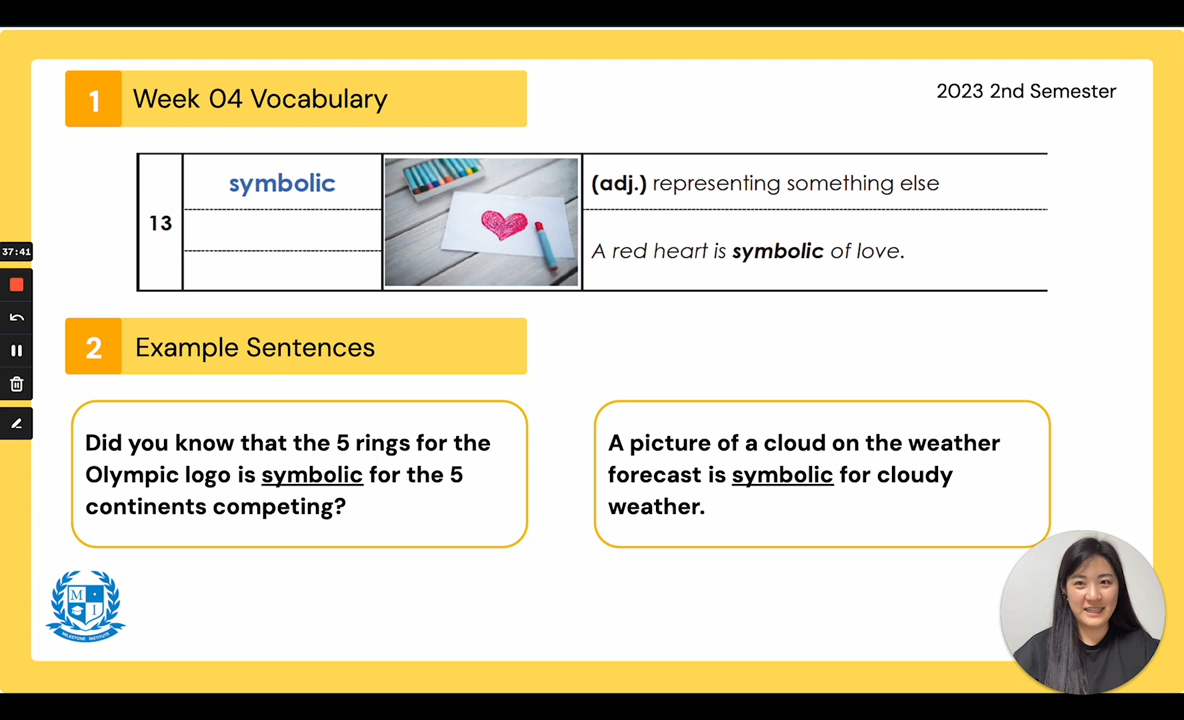 1 Week 04 Vocabulary
2023 2nd Semester
13
symbolic
(adj.) representing something else
A red heart is symbolic of love.
37:41
2 Example Sentences
Did you know that the 5 rings for the
Olympic logo is symbolic for the 5
continents competing?
A picture of a cloud on the weather
forecast is symbolic for cloudy
weather.
M
I
MILESTONE INSTITUTE